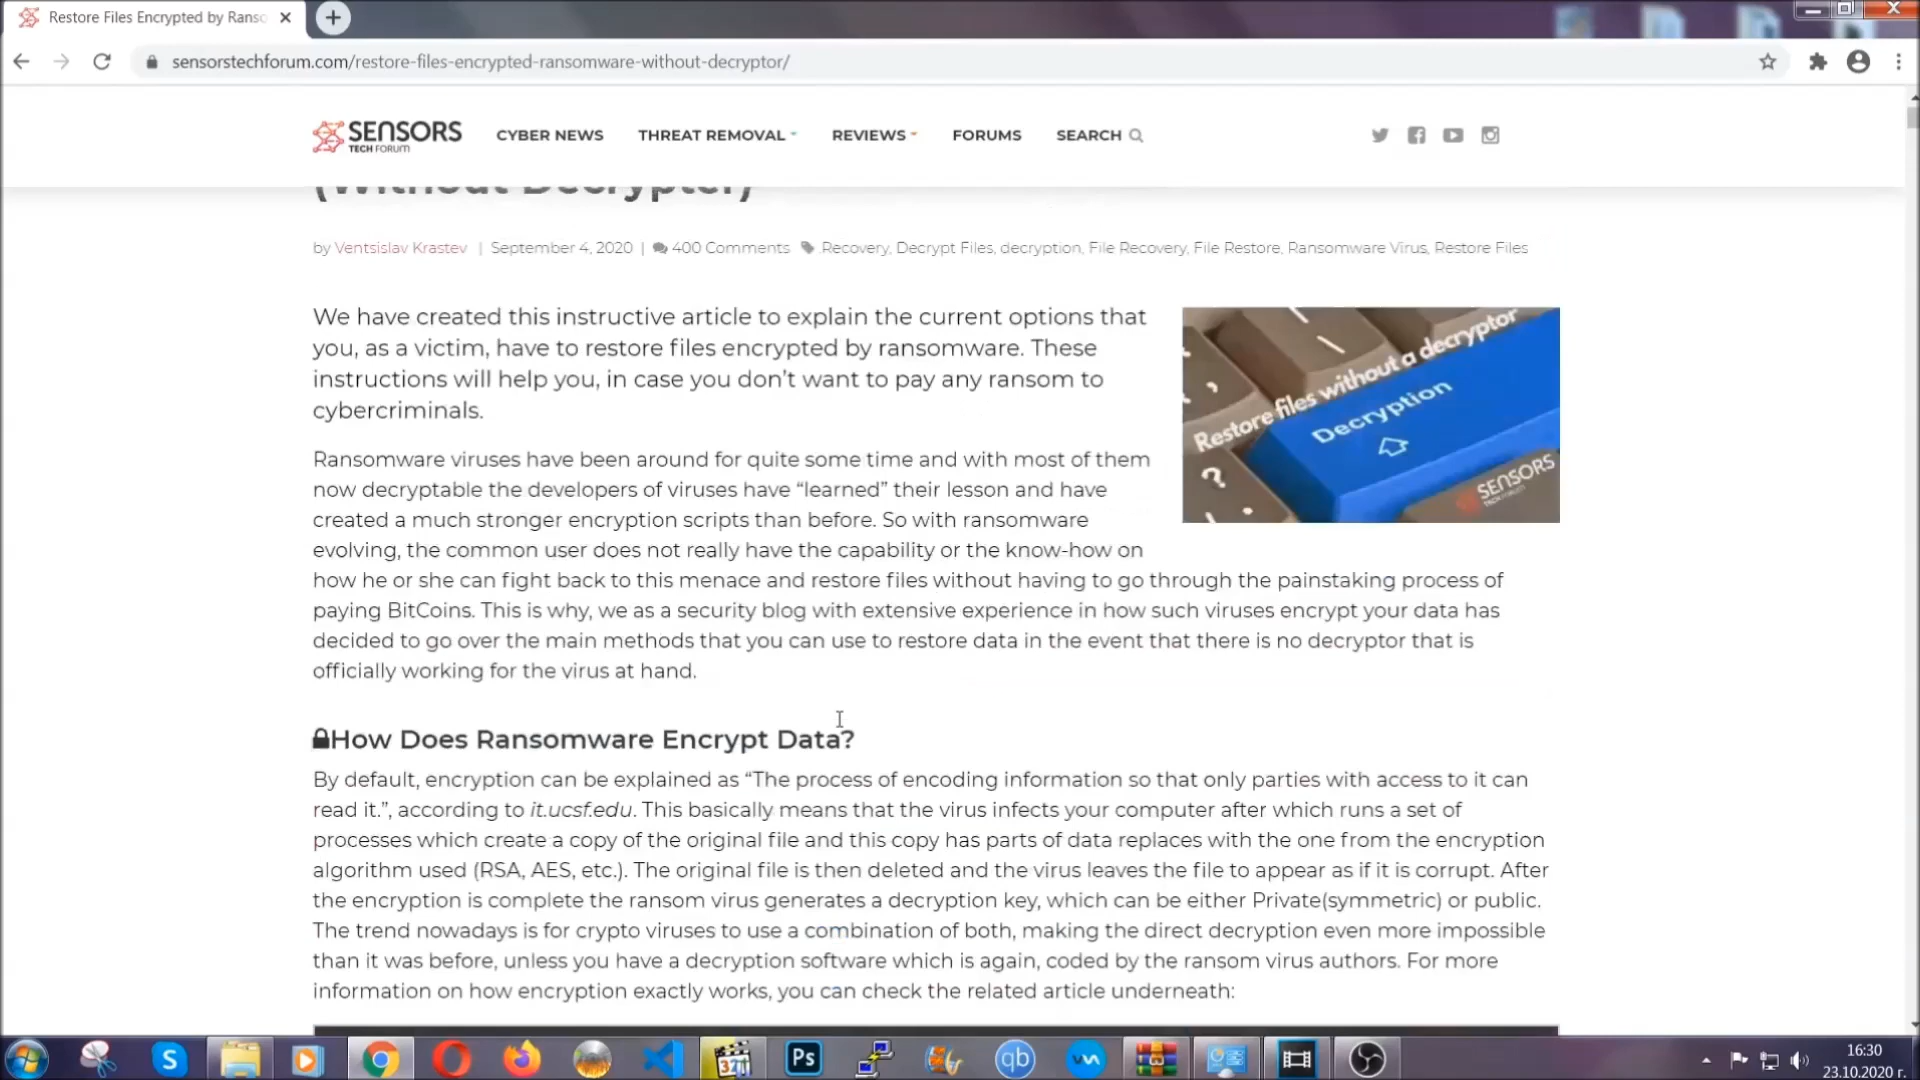 Restore Files Encrypted by Ranso
sensorstechforum.com/restore-files-encrypted-ransomware-without-decryptor/
SENSORS
TECH FORUM
CYBER NEWS
THREAT REMOVAL
REVIEWS
FORUMS
SEARCH
(Without Decrypter)
by Ventsislav Krastev | September 4, 2020 | 400 Comments Recovery, Decrypt Files, decryption, File Recovery, File Restore, Ransomware Virus, Restore Files
We have created this instructive article to explain the current options that
you, as a victim, have to restore files encrypted by ransomware. These
instructions will help you, in case you don't want to pay any ransom to
cybercriminals.
Restore files without a decryptor
Decryption
SENSORS
Ransomware viruses have been around for quite some time and with most of them
now decryptable the developers of viruses have “learned” their lesson and have
created a much stronger encryption scripts than before. So with ransomware
evolving, the common user does not really have the capability or the know-how on
how he or she can fight back to this menace and restore files without having to go through the painstaking process of
paying BitCoins. This is why, we as a security blog with extensive experience in how such viruses encrypt your data has
decided to go over the main methods that you can use to restore data in the event that there is no decryptor that is
officially working for the virus at hand.
How Does Ransomware Encrypt Data?
By default, encryption can be explained as “The process of encoding information so that only parties with access to it can
read it.”, according to it.ucsf.edu. This basically means that the virus infects your computer after which runs a set of
processes which create a copy of the original file and this copy has parts of data replaces with the one from the encryption
algorithm used (RSA, AES, etc.). The original file is then deleted and the virus leaves the file to appear as if it is corrupt. After
the encryption is complete the ransom virus generates a decryption key, which can be either Private(symmetric) or public.
The trend nowadays is for crypto viruses to use a combination of both, making the direct decryption even more impossible
than it was before, unless you have a decryption software which is again, coded by the ransom virus authors. For more
information on how encryption exactly works, you can check the related article underneath:
S
Ps
qb
16:30
23.10.2020 г.